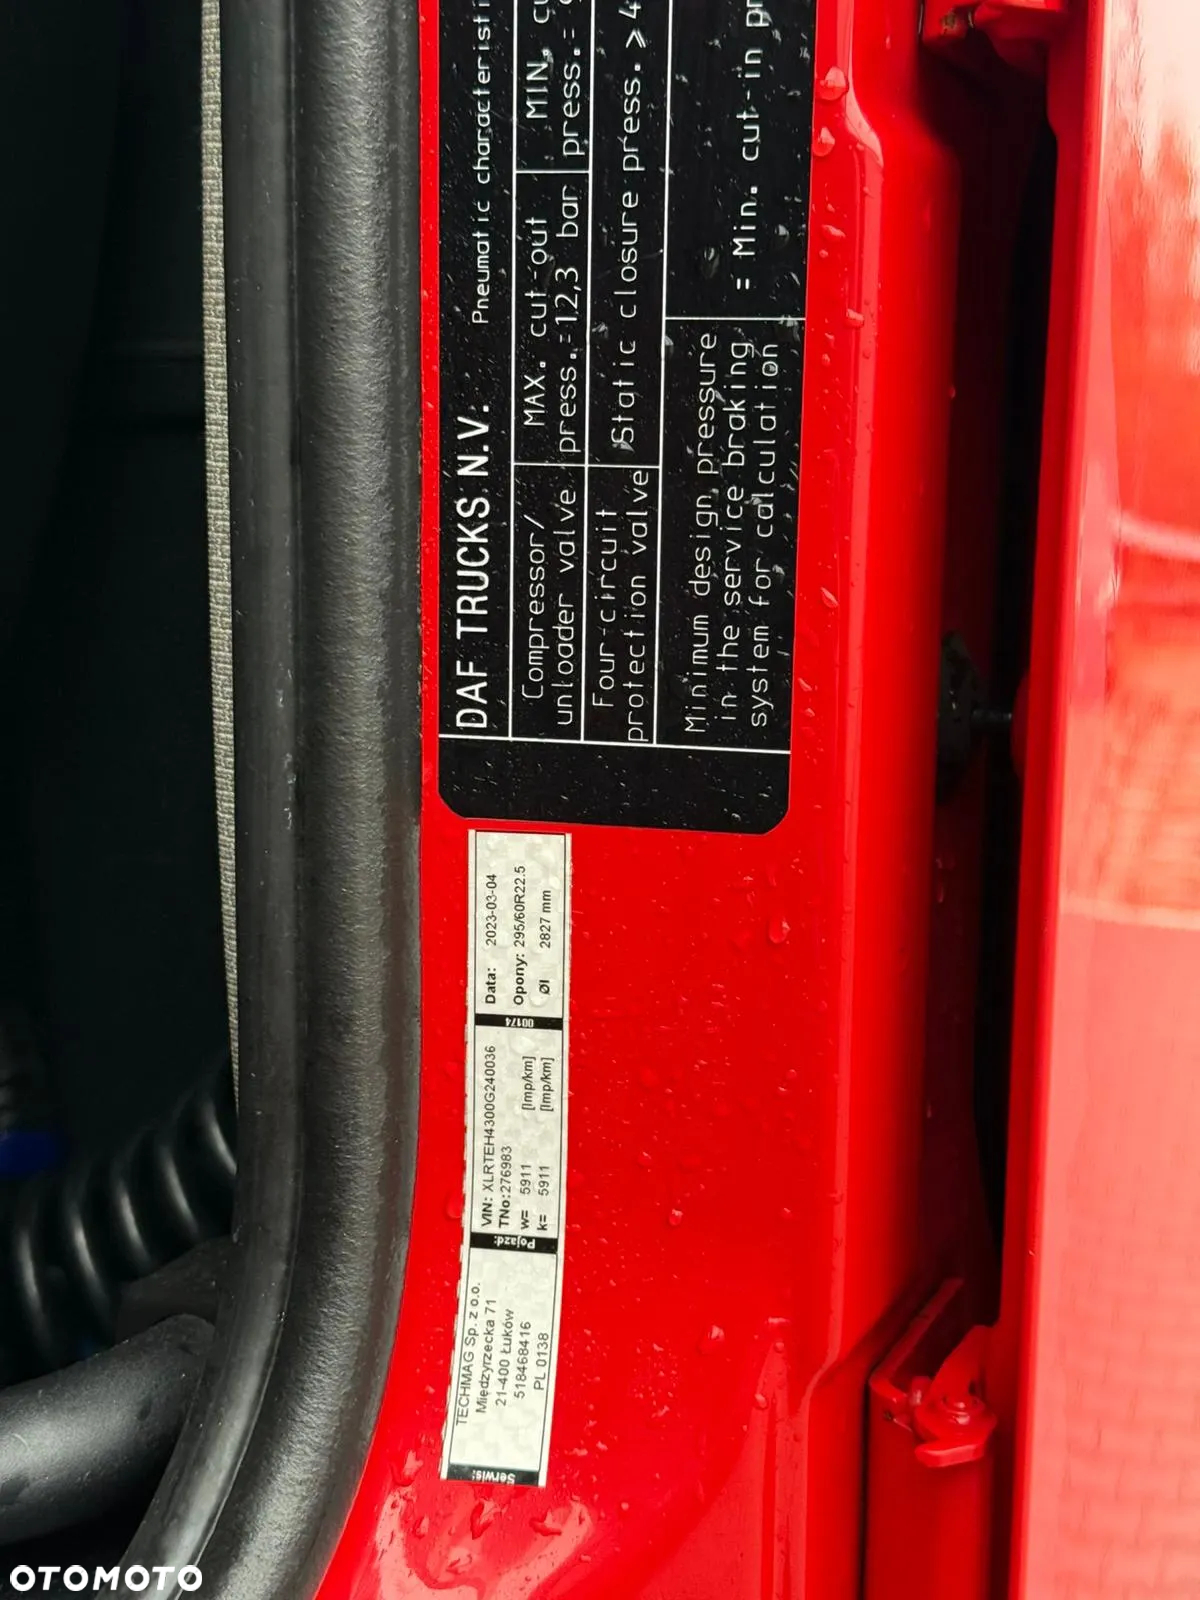 DAF TRUCKS N.V. Pneumatic characteristi
Compressor/
unloader valve
MAX. cut-out
press.=12,3 bar
MIN. cu
press.=
Four-circuit
protection valve
Static closure press. ≥ 4
Minimum design pressure
in the service braking
system for calculation
= Min. cut-in pr
Serwis:
TECHMAG Sp. z o.o.
Międzyrzecka 71
21-400 Łuków
518468416
PL 0138
Pojazd:
VIN: XLRTEH4300G240036
TNo: 276983
w= 5911 [Imp/km]
k= 5911 [Imp/km]
00174
Data: 2023-03-04
Opony: 295/60R22.5
Øl 2827 mm
OTOMOTO